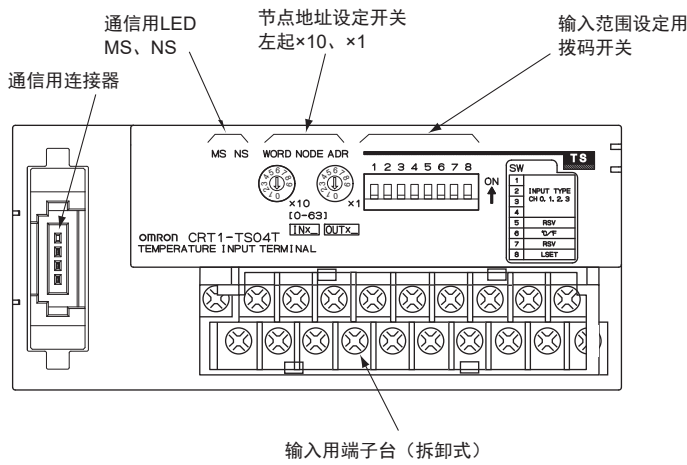 通信用LED
MS、NS
节点地址设定开关
左起×10、×1
输入范围设定用
拨码开关
通信用连接器
MS NS
WORD NODE ADR
1 2 3 4 5 6 7 8
ON
TS
SW
1
2
3
4
INPUT TYPE
CH 0. 1. 2. 3
5 RSV
6 ℃/℉
7 RSV
8 LSET
×10
×1
[0-63]
INx_ OUTx_
OMRON CRT1-TS04T
TEMPERATURE INPUT TERMINAL
输入用端子台（拆卸式）